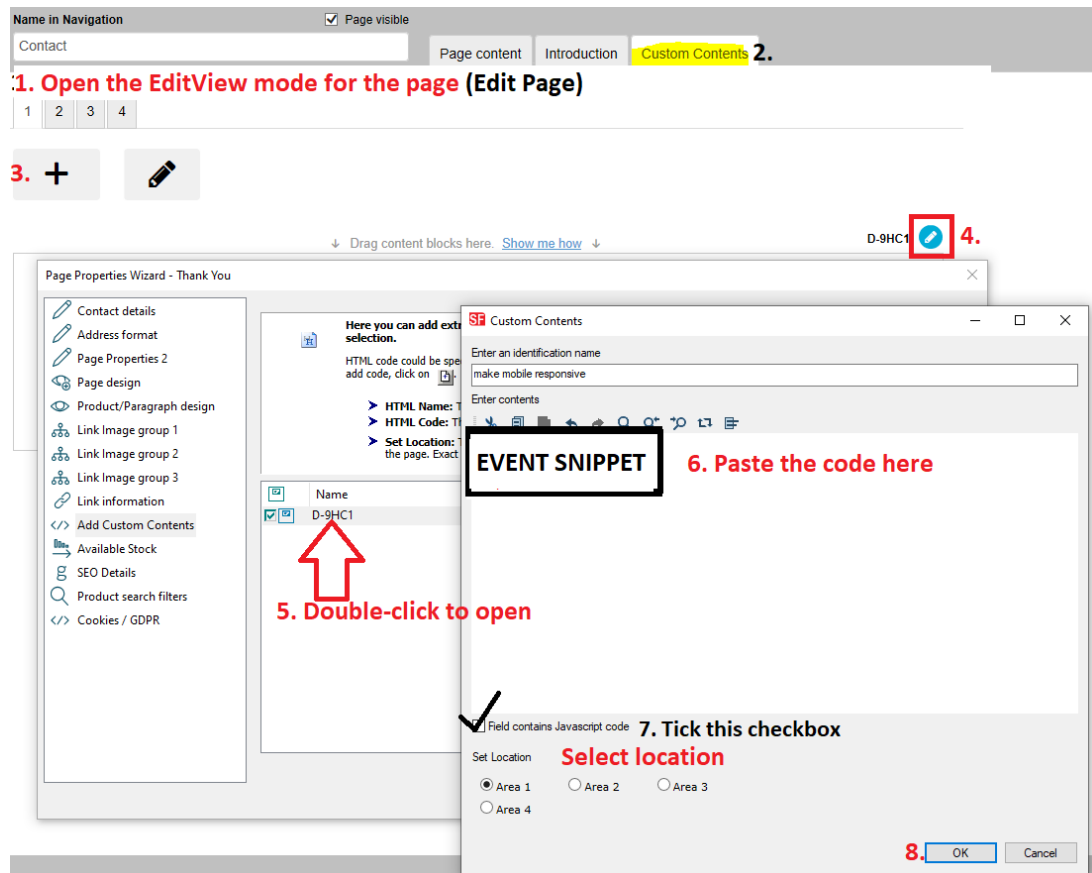 Name in Navigation
Page visible
Contact
Page content Introduction Custom Contents 2.
1. Open the EditView mode for the page (Edit Page)
1 2 3 4
3. +
Drag content blocks here. Show me how
D-9HC1 4.
Page Properties Wizard - Thank You
Contact details
Address format
Page Properties 2
Page design
Product/Paragraph design
Link Image group 1
Link Image group 2
Link Image group 3
Link information
Add Custom Contents
Available Stock
SEO Details
Product search filters
Cookies / GDPR
Here you can add extr
selection.
HTML code could be spe
add code, click on
HTML Name: T
HTML Code: Th
Set Location: T
the page. Exact
Name
D-9HC1
5. Double-click to open
SF Custom Contents
Enter an identification name
make mobile responsive
Enter contents
EVENT SNIPPET
6. Paste the code here
Field contains Javascript code 7. Tick this checkbox
Set Location Select location
Area 1 Area 2 Area 3
Area 4
8. OK Cancel